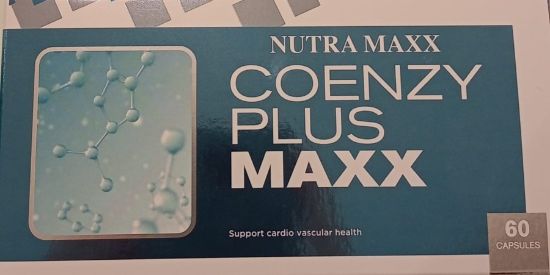 NUTRA MAXX
COENZY
PLUS
MAXX
Support cardio vascular health
60
CAPSULES